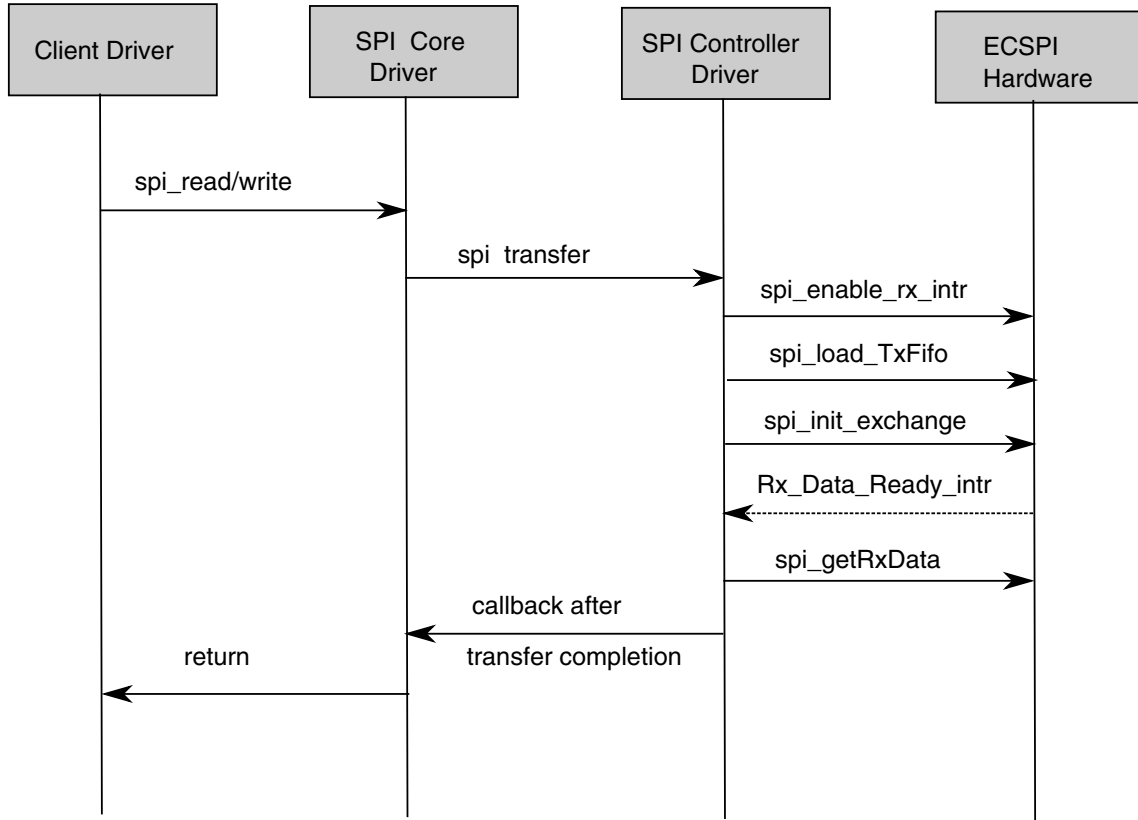 Client Driver
SPI Core
Driver
SPI Controller
Driver
ECSPI
Hardware
spi_read/write
spi transfer
spi_enable_rx_intr
spi_load_TxFifo
spi_init_exchange
Rx_Data_Ready_intr
spi_getRxData
callback after
transfer completion
return